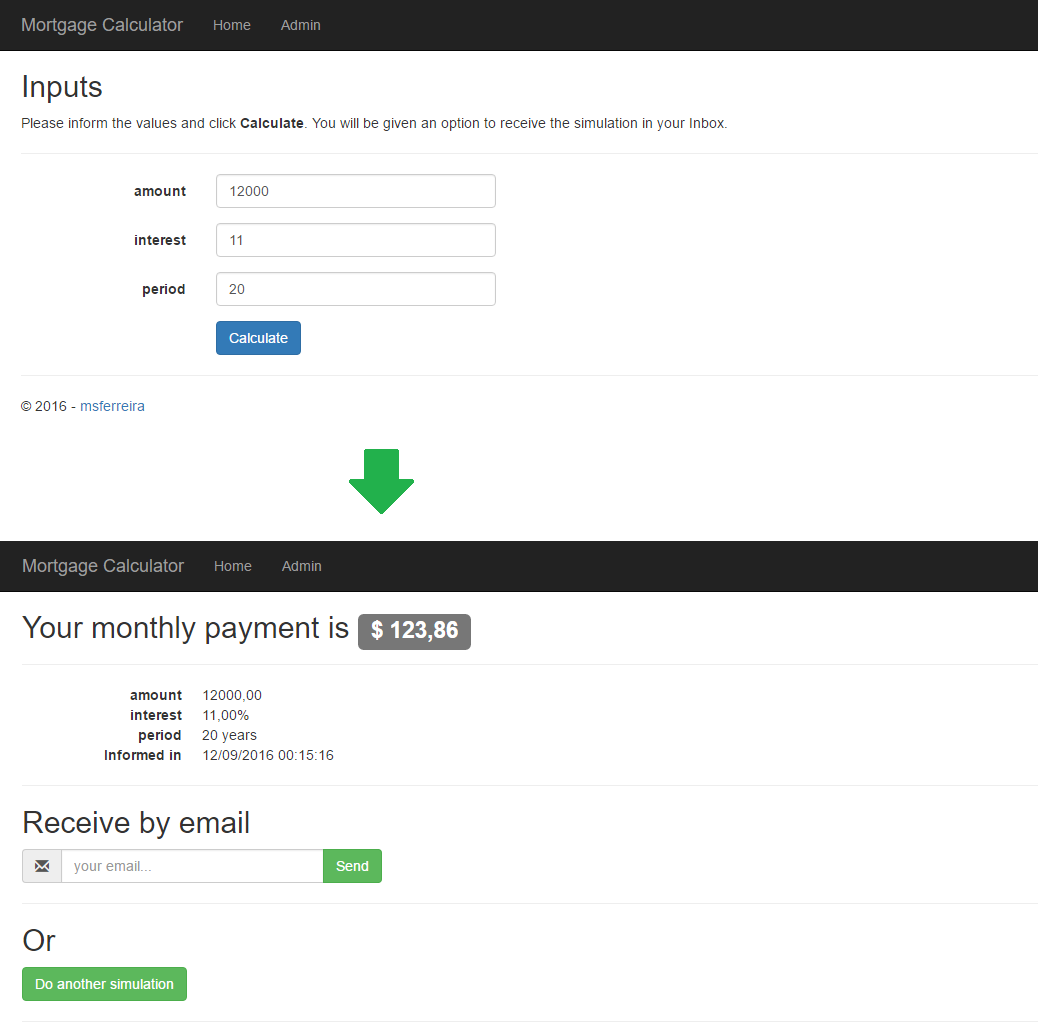 Mortgage Calculator Home Admin
Inputs
Please inform the values and click Calculate. You will be given an option to receive the simulation in your Inbox.
amount 12000
interest 11
period 20
Calculate
© 2016 - msferreira
Mortgage Calculator Home Admin
Your monthly payment is $ 123,86
amount 12000,00
interest 11,00%
period 20 years
Informed in 12/09/2016 00:15:16
Receive by email
your email... Send
Or
Do another simulation